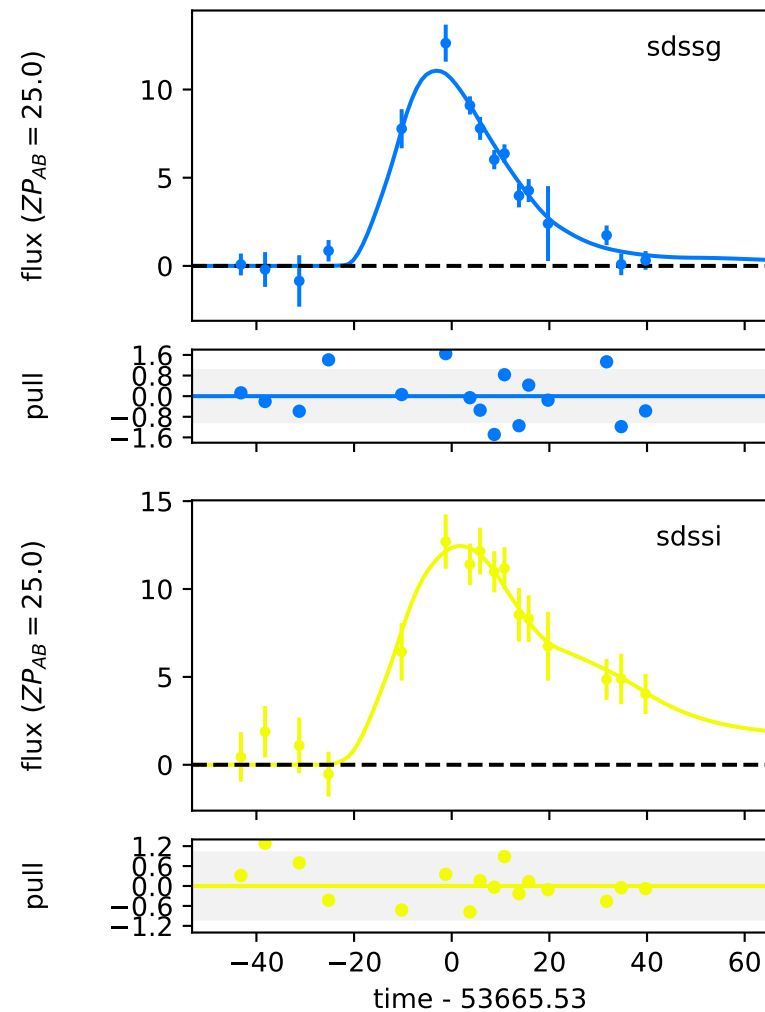 sdssg
flux (ZP_AB = 25.0)
10
5
0
pull
1.6
0.8
0.0
−0.8
−1.6
sdssi
flux (ZP_AB = 25.0)
15
10
5
0
pull
1.2
0.6
0.0
−0.6
−1.2
−40 −20 0 20 40 60
time - 53665.53